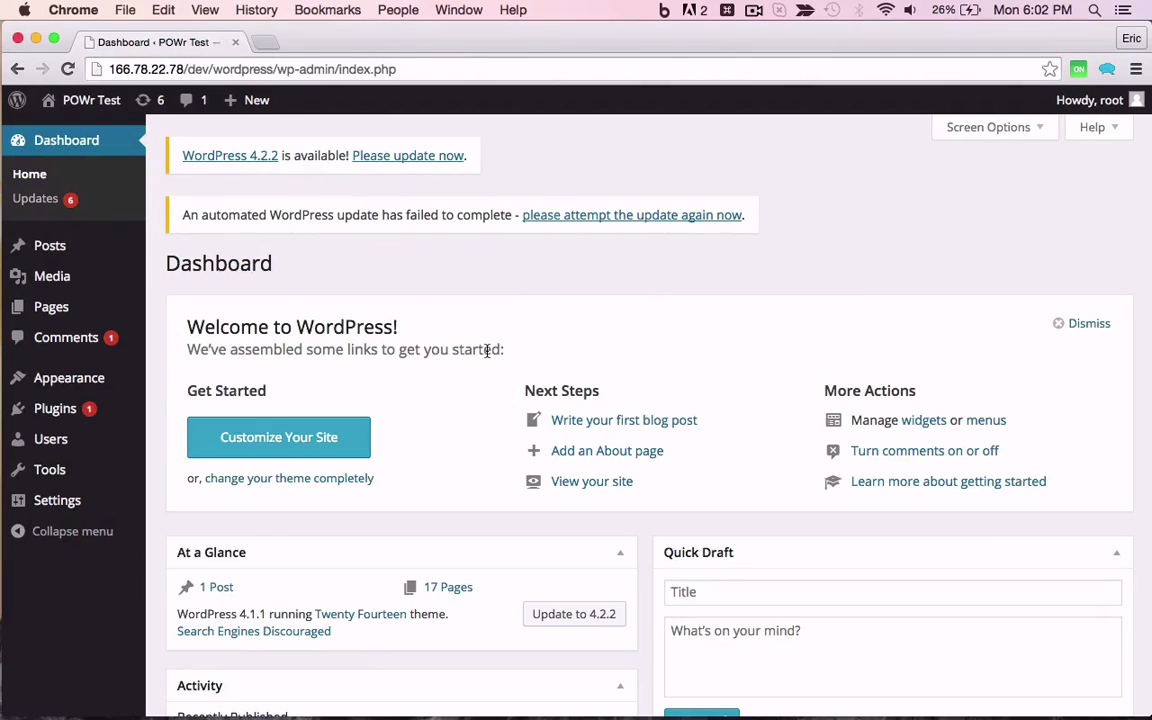 Chrome File Edit View History Bookmarks People Window Help 2 26% Mon 6:02 PM
Dashboard ‹ POWr Test — Eric
166.78.22.78/dev/wordpress/wp-admin/index.php ON
POWr Test 6 1 New Howdy, root
Screen Options Help
Dashboard
Home
Updates 6
Posts
Media
Pages
Comments 1
Appearance
Plugins 1
Users
Tools
Settings
Collapse menu
WordPress 4.2.2 is available! Please update now.
An automated WordPress update has failed to complete - please attempt the update again now.
Dashboard
Welcome to WordPress!
Dismiss
We've assembled some links to get you started:
Get Started
Customize Your Site
or, change your theme completely
Next Steps
Write your first blog post
Add an About page
View your site
More Actions
Manage widgets or menus
Turn comments on or off
Learn more about getting started
At a Glance
1 Post 17 Pages
WordPress 4.1.1 running Twenty Fourteen theme.
Update to 4.2.2
Search Engines Discouraged
Activity
Recently Published
Quick Draft
Title
What's on your mind?